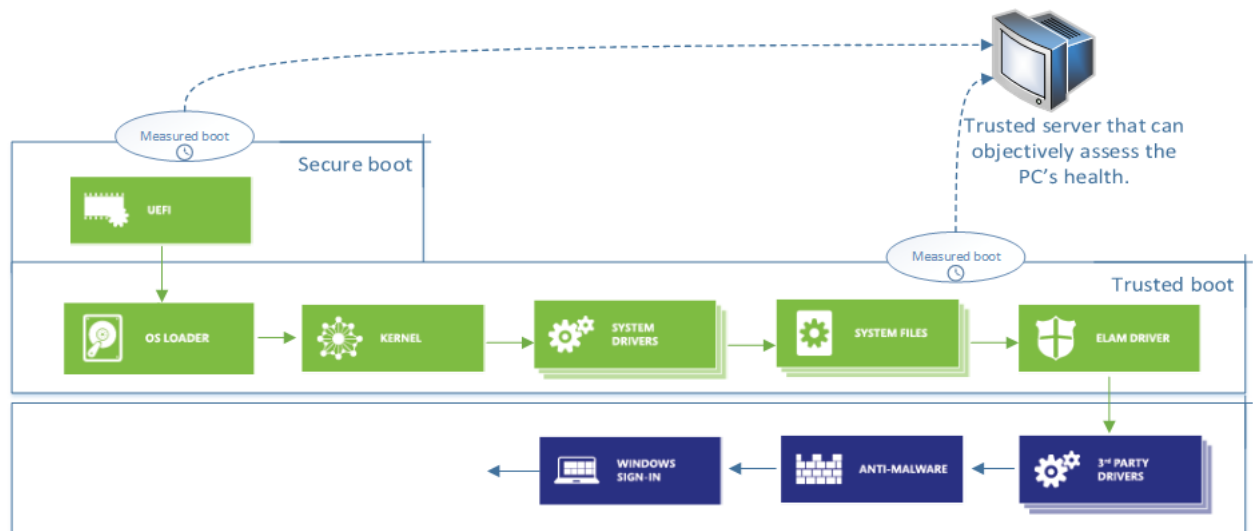 Measured boot
Secure boot
Trusted server that can
objectively assess the
PC's health.
UEFI
Measured boot
Trusted boot
OS LOADER
KERNEL
SYSTEM
DRIVERS
SYSTEM FILES
ELAM DRIVER
WINDOWS
SIGN-IN
ANTI-MALWARE
3rd PARTY
DRIVERS